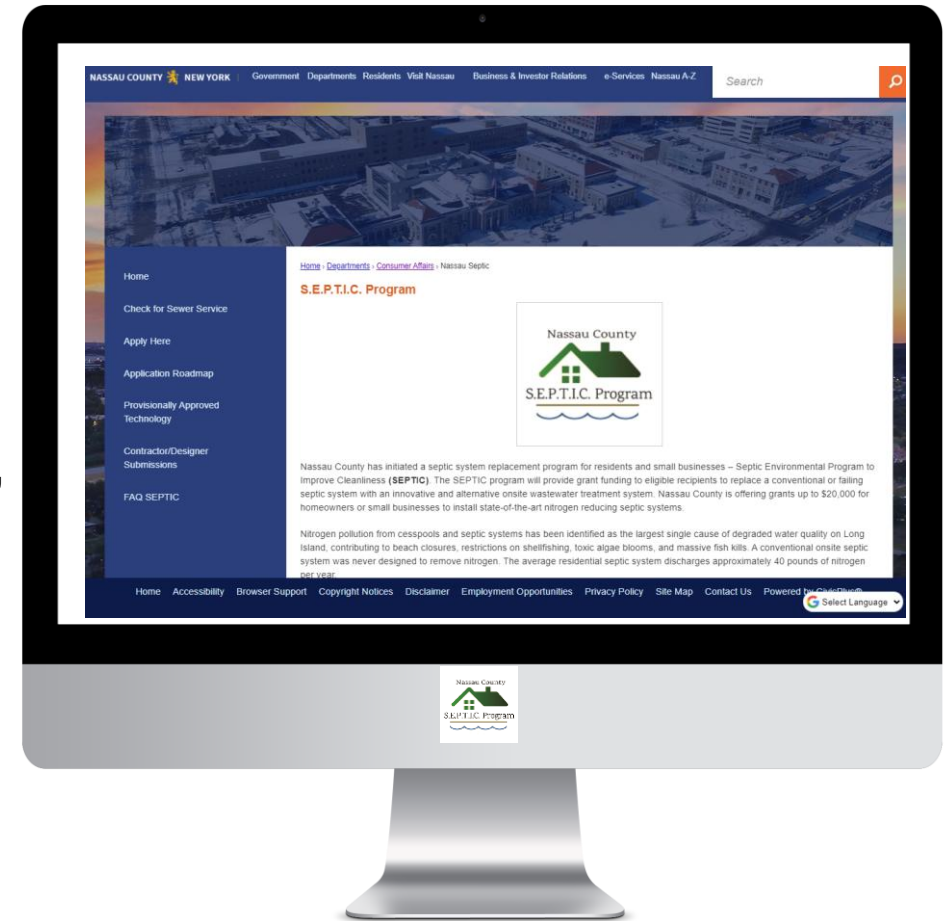 NASSAU COUNTY NEW YORK
Government Departments Residents Visit Nassau Business & Investor Relations e-Services Nassau A-Z
Search
Home
Check for Sewer Service
Apply Here
Application Roadmap
Provisionally Approved
Technology
Contractor/Designer
Submissions
FAQ SEPTIC
Home › Departments › Consumer Affairs › Nassau Septic
S.E.P.T.I.C. Program
Nassau County
S.E.P.T.I.C. Program
Nassau County has initiated a septic system replacement program for residents and small businesses – Septic Environmental Program to
Improve Cleanliness (SEPTIC). The SEPTIC program will provide grant funding to eligible recipients to replace a conventional or failing
septic system with an innovative and alternative onsite wastewater treatment system. Nassau County is offering grants up to $20,000 for
homeowners or small businesses to install state-of-the-art nitrogen reducing septic systems.
Nitrogen pollution from cesspools and septic systems has been identified as the largest single cause of degraded water quality on Long
Island, contributing to beach closures, restrictions on shellfishing, toxic algae blooms, and massive fish kills. A conventional onsite septic
system was never designed to remove nitrogen. The average residential septic system discharges approximately 40 pounds of nitrogen
per year.
Home Accessibility Browser Support Copyright Notices Disclaimer Employment Opportunities Privacy Policy Site Map Contact Us Powered by CivicPlus®
Select Language
Nassau County
S.E.P.T.I.C. Program